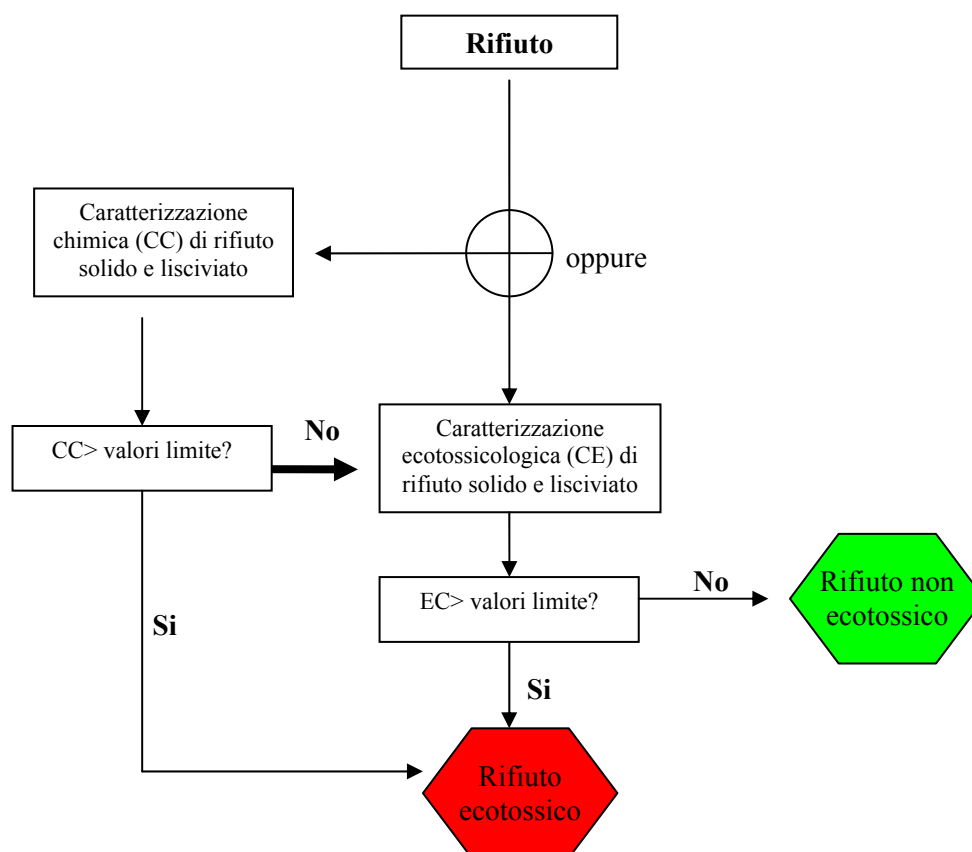 Rifiuto
Caratterizzazione
chimica (CC) di rifiuto
solido e lisciviato
oppure
CC> valori limite?
No
Caratterizzazione
ecotossicologica (CE) di
rifiuto solido e lisciviato
EC> valori limite?
No
Rifiuto non
ecotossico
Si
Si
Rifiuto
ecotossico